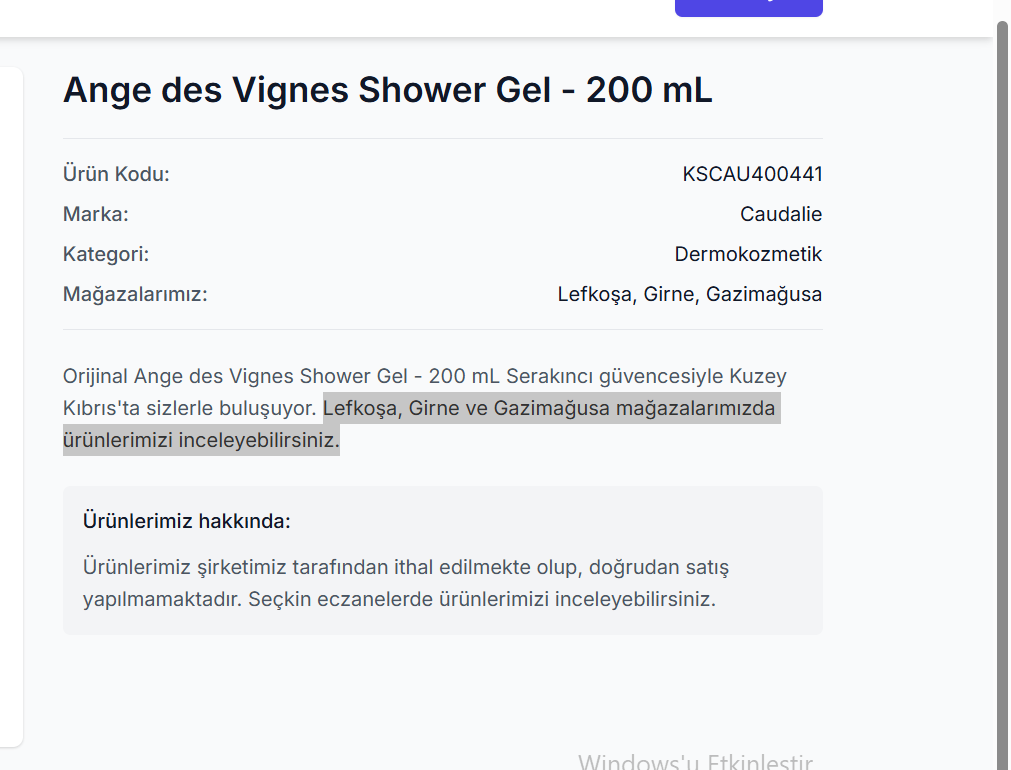 Ange des Vignes Shower Gel - 200 mL
Ürün Kodu: KSCAU400441
Marka: Caudalie
Kategori: Dermokozmetik
Mağazalarımız: Lefkoşa, Girne, Gazimağusa
Orijinal Ange des Vignes Shower Gel - 200 mL Serakıncı güvencesiyle Kuzey
Kıbrıs'ta sizlerle buluşuyor. Lefkoşa, Girne ve Gazimağusa mağazalarımızda
ürünlerimizi inceleyebilirsiniz.
Ürünlerimiz hakkında:
Ürünlerimiz şirketimiz tarafından ithal edilmekte olup, doğrudan satış
yapılmamaktadır. Seçkin eczanelerde ürünlerimizi inceleyebilirsiniz.
Windows'u Etkinleştir